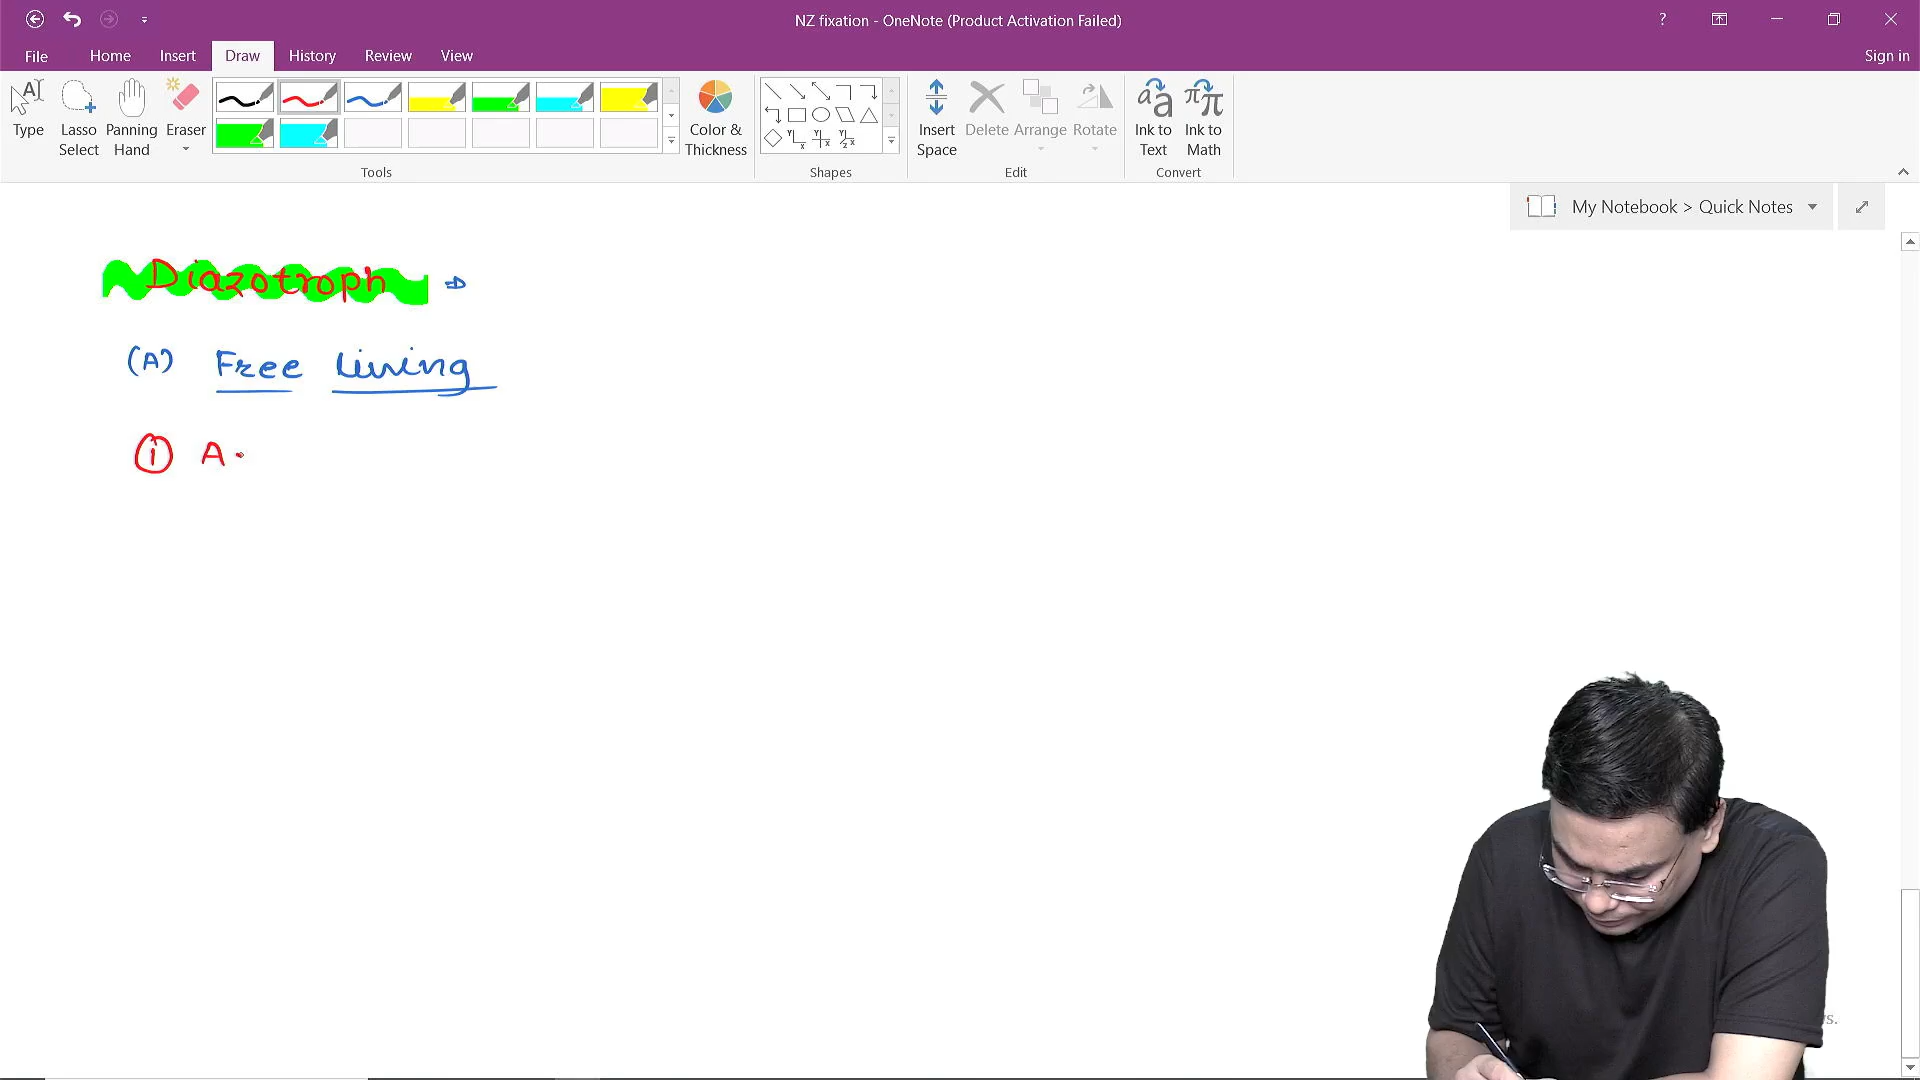 NZ fixation - OneNote (Product Activation Failed)
?
File Home Insert Draw History Review View
Sign in
Type
Lasso Select
Panning Hand
Eraser
Color & Thickness
Insert Space
Delete
Arrange
Rotate
Ink to Text
Ink to Math
Tools
Shapes
Edit
Convert
My Notebook > Quick Notes
Diazotroph
(A) Free Living
(i) A
s.